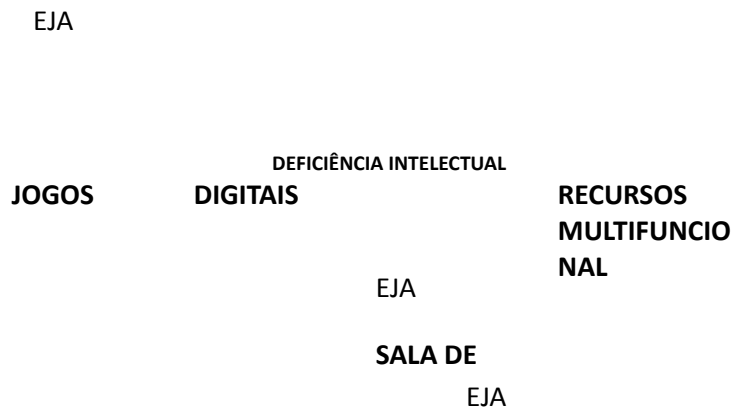 EJA
DEFICIÊNCIA INTELECTUAL
JOGOS DIGITAIS RECURSOS
MULTIFUNCIO
NAL
EJA
SALA DE
EJA